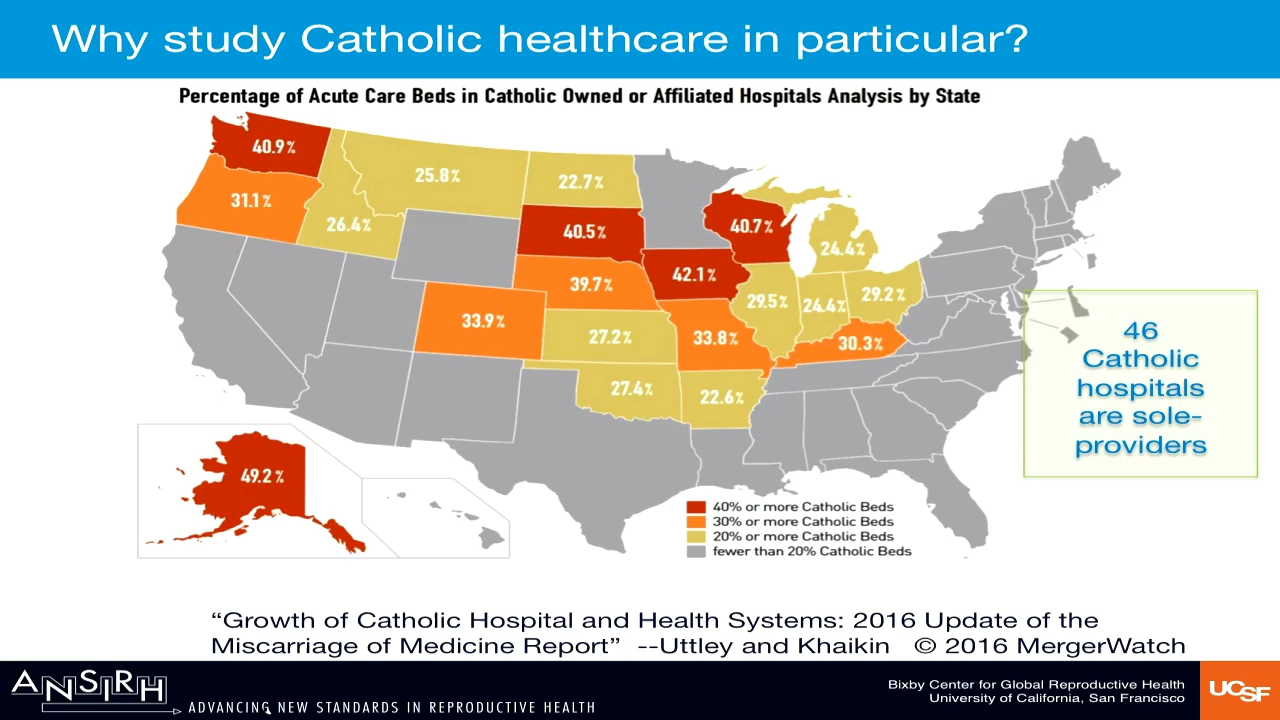 Why study Catholic healthcare in particular?
Percentage of Acute Care Beds in Catholic Owned or Affiliated Hospitals Analysis by State
40.9%
25.8%
22.7%
31.1%
26.4%
40.5%
40.7%
24.4%
42.1%
39.7%
29.5%
24.4%
29.2%
33.9%
27.2%
33.8%
30.3%
27.4%
22.6%
49.2%
46
Catholic
hospitals
are sole-
providers
40% or more Catholic Beds
30% or more Catholic Beds
20% or more Catholic Beds
fewer than 20% Catholic Beds
“Growth of Catholic Hospital and Health Systems: 2016 Update of the
Miscarriage of Medicine Report” --Uttley and Khaikin © 2016 MergerWatch
ANSIRH
ADVANCING NEW STANDARDS IN REPRODUCTIVE HEALTH
Bixby Center for Global Reproductive Health
University of California, San Francisco
UCSF